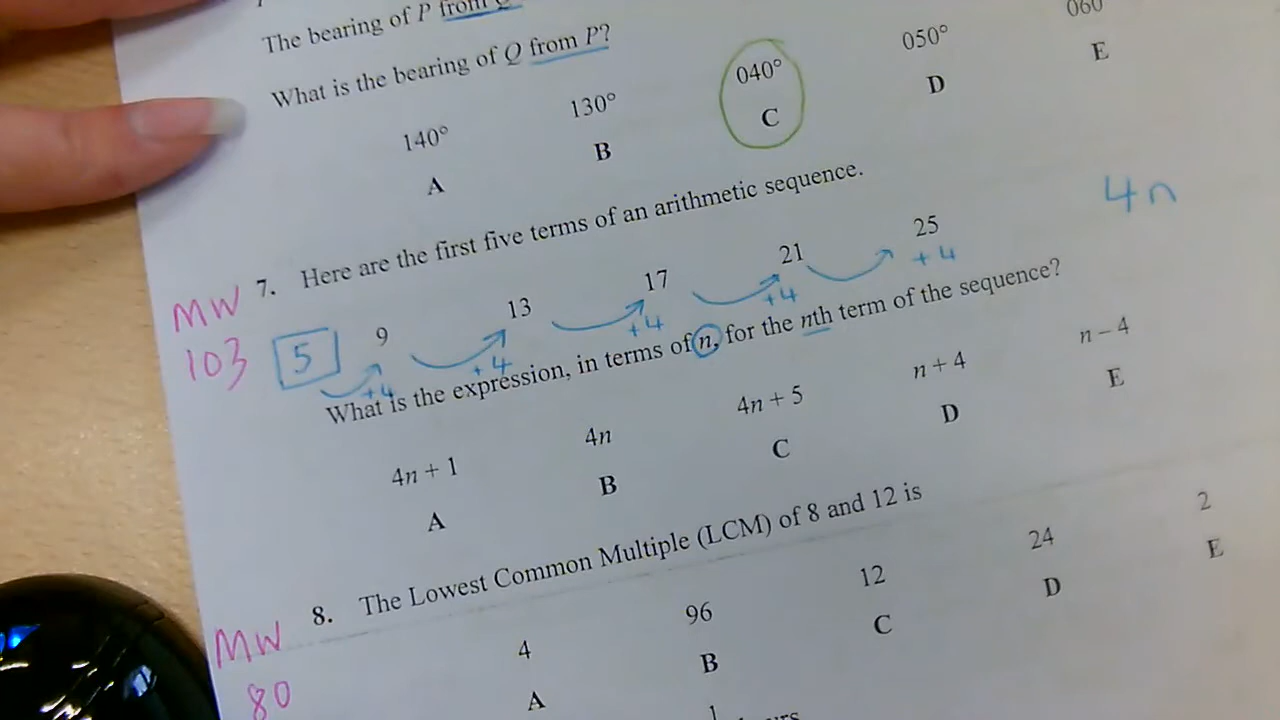 The bearing of P from Q
What is the bearing of Q from P?
140° 130° 040° 050° 060
A B C D E
MW 7. Here are the first five terms of an arithmetic sequence. 4n
103 5 9 13 17 21 25
+4 +4 +4 +4 +4
What is the expression, in terms of n, for the nth term of the sequence?
4n + 1 4n 4n + 5 n + 4 n – 4
A B C D E
MW 8. The Lowest Common Multiple (LCM) of 8 and 12 is
80 4 96 12 24 2
A B C D E
1